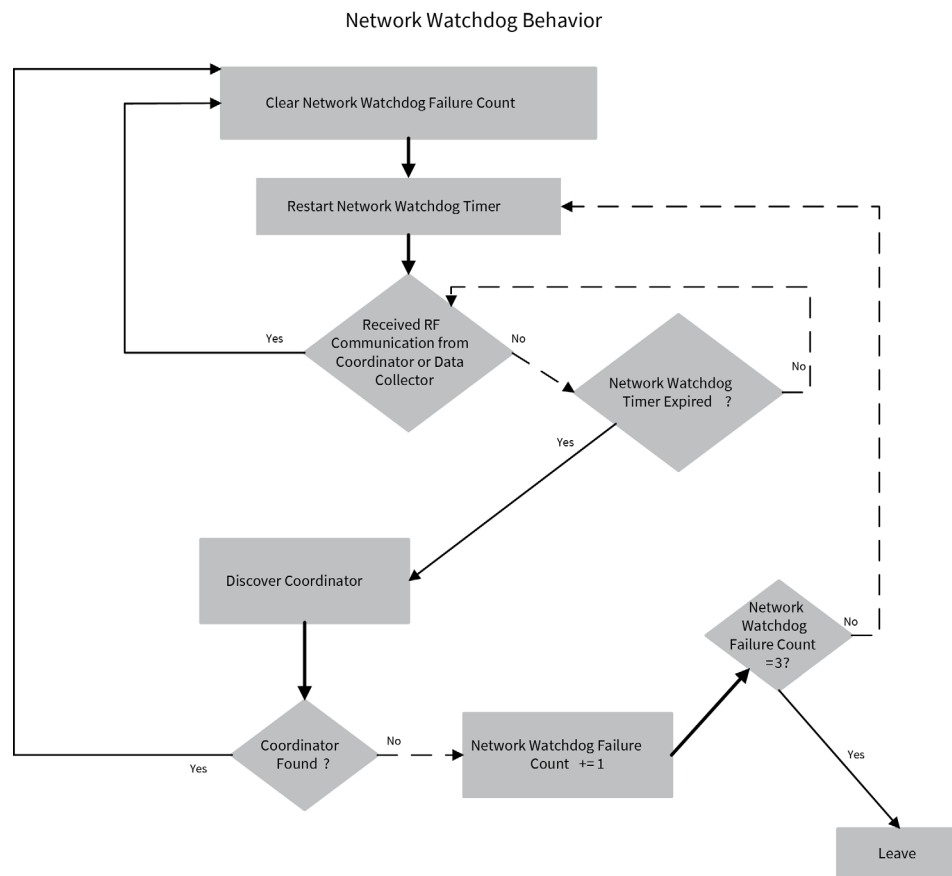 Network Watchdog Behavior
Clear Network Watchdog Failure Count
Restart Network Watchdog Timer
Received RF
Communication from
Coordinator or Data
Collector
Yes
No
Network Watchdog
Timer Expired ?
No
Yes
Discover Coordinator
Network
Watchdog
Failure Count
=3?
No
Coordinator
Found ?
No
Yes
Network Watchdog Failure
Count += 1
Yes
Leave